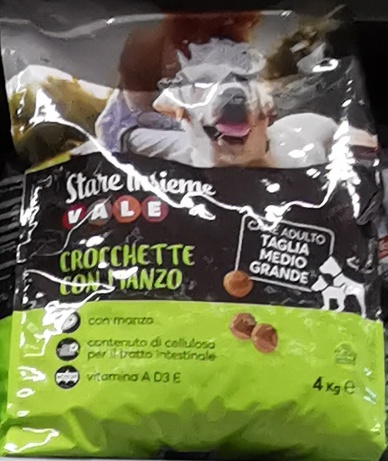 Stare insieme
VALE
CROCCHETTE
CON MANZO
CANE ADULTO
TAGLIA
MEDIO
GRANDE
con manzo
contenuto di cellulosa
per il tratto intestinale
vitamina A D3 E
4 Kg e